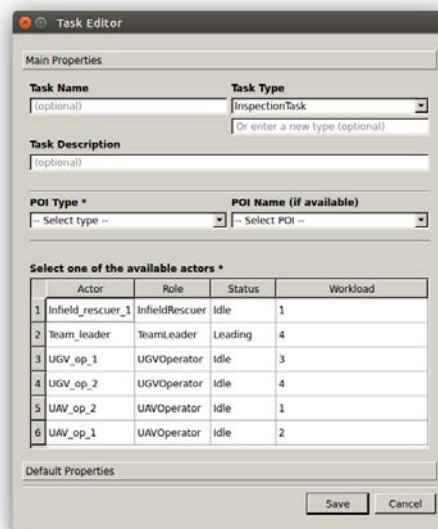 Task Editor
Main Properties
Task Name Task Type
(optional) InspectionTask
Or enter a new type (optional)
Task Description
(optional)
POI Type * POI Name (if available)
-- Select type -- -- Select POI --
Select one of the available actors *
Actor Role Status Workload
1 Infield_rescuer_1 InfieldRescuer Idle 1
2 Team_leader TeamLeader Leading 4
3 UGV_op_1 UGVOperator Idle 3
4 UGV_op_2 UGVOperator Idle 4
5 UAV_op_2 UAVOperator Idle 1
6 UAV_op_1 UAVOperator Idle 2
Default Properties
Save Cancel